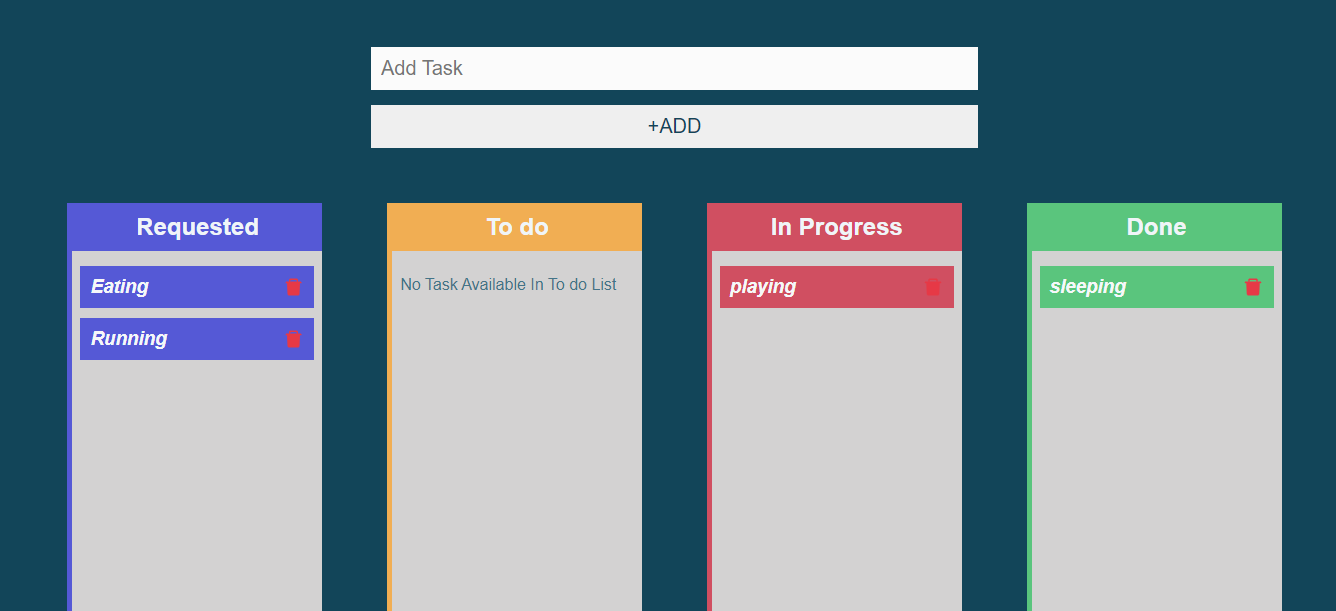 Add Task
+ADD
Requested
Eating
Running
To do
No Task Available In To do List
In Progress
playing
Done
sleeping